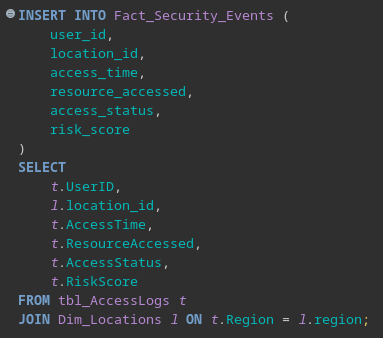 INSERT INTO Fact_Security_Events (
    user_id,
    location_id,
    access_time,
    resource_accessed,
    access_status,
    risk_score
)
SELECT
    t.UserID,
    l.location_id,
    t.AccessTime,
    t.ResourceAccessed,
    t.AccessStatus,
    t.RiskScore
FROM tbl_AccessLogs t
JOIN Dim_Locations l ON t.Region = l.region;